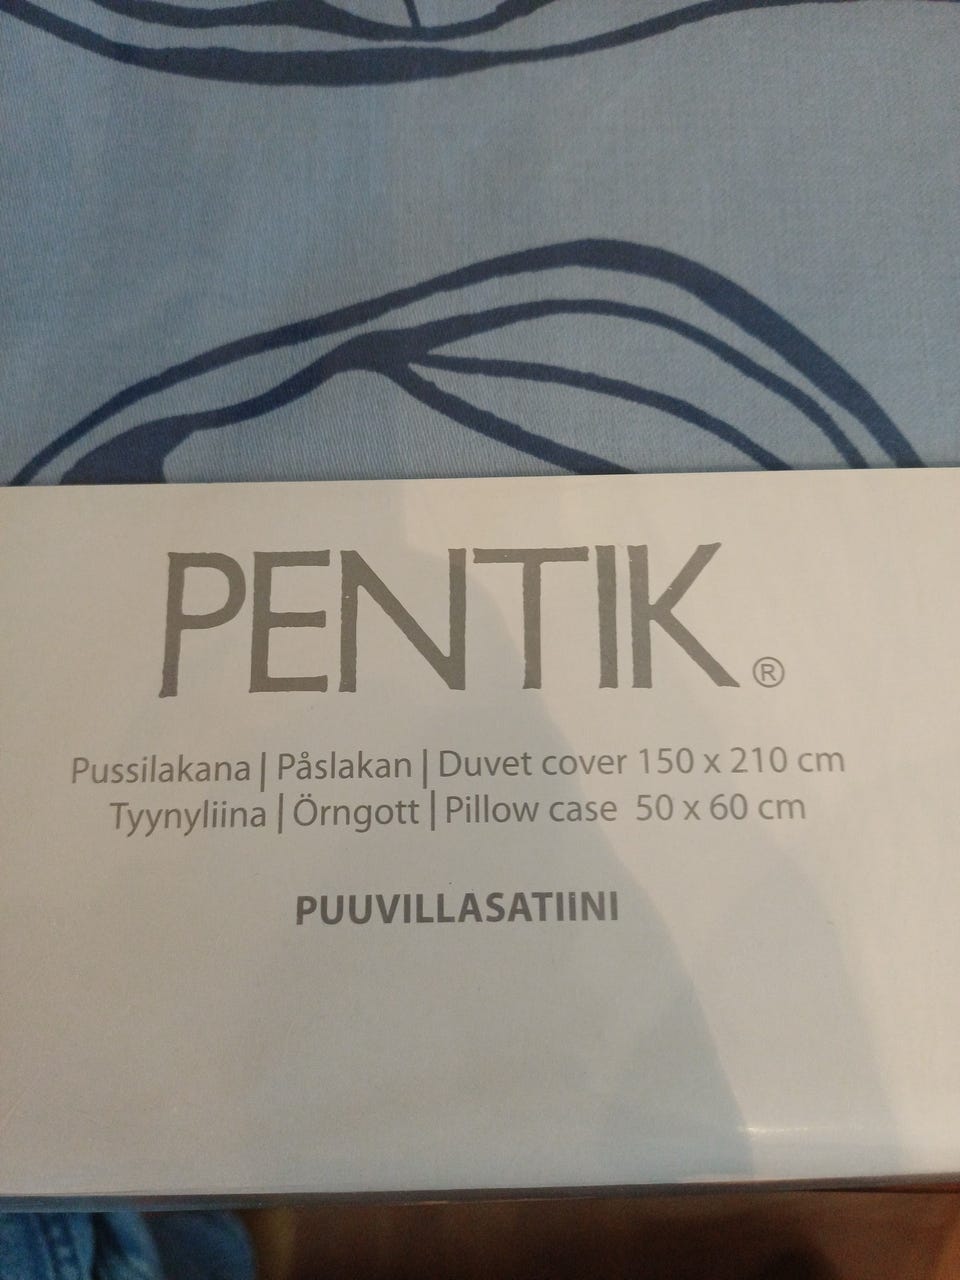 PENTIK®
Pussilakana | Påslakan | Duvet cover 150 x 210 cm
Tyynyliina | Örngott | Pillow case 50 x 60 cm
PUUVILLASATIINI